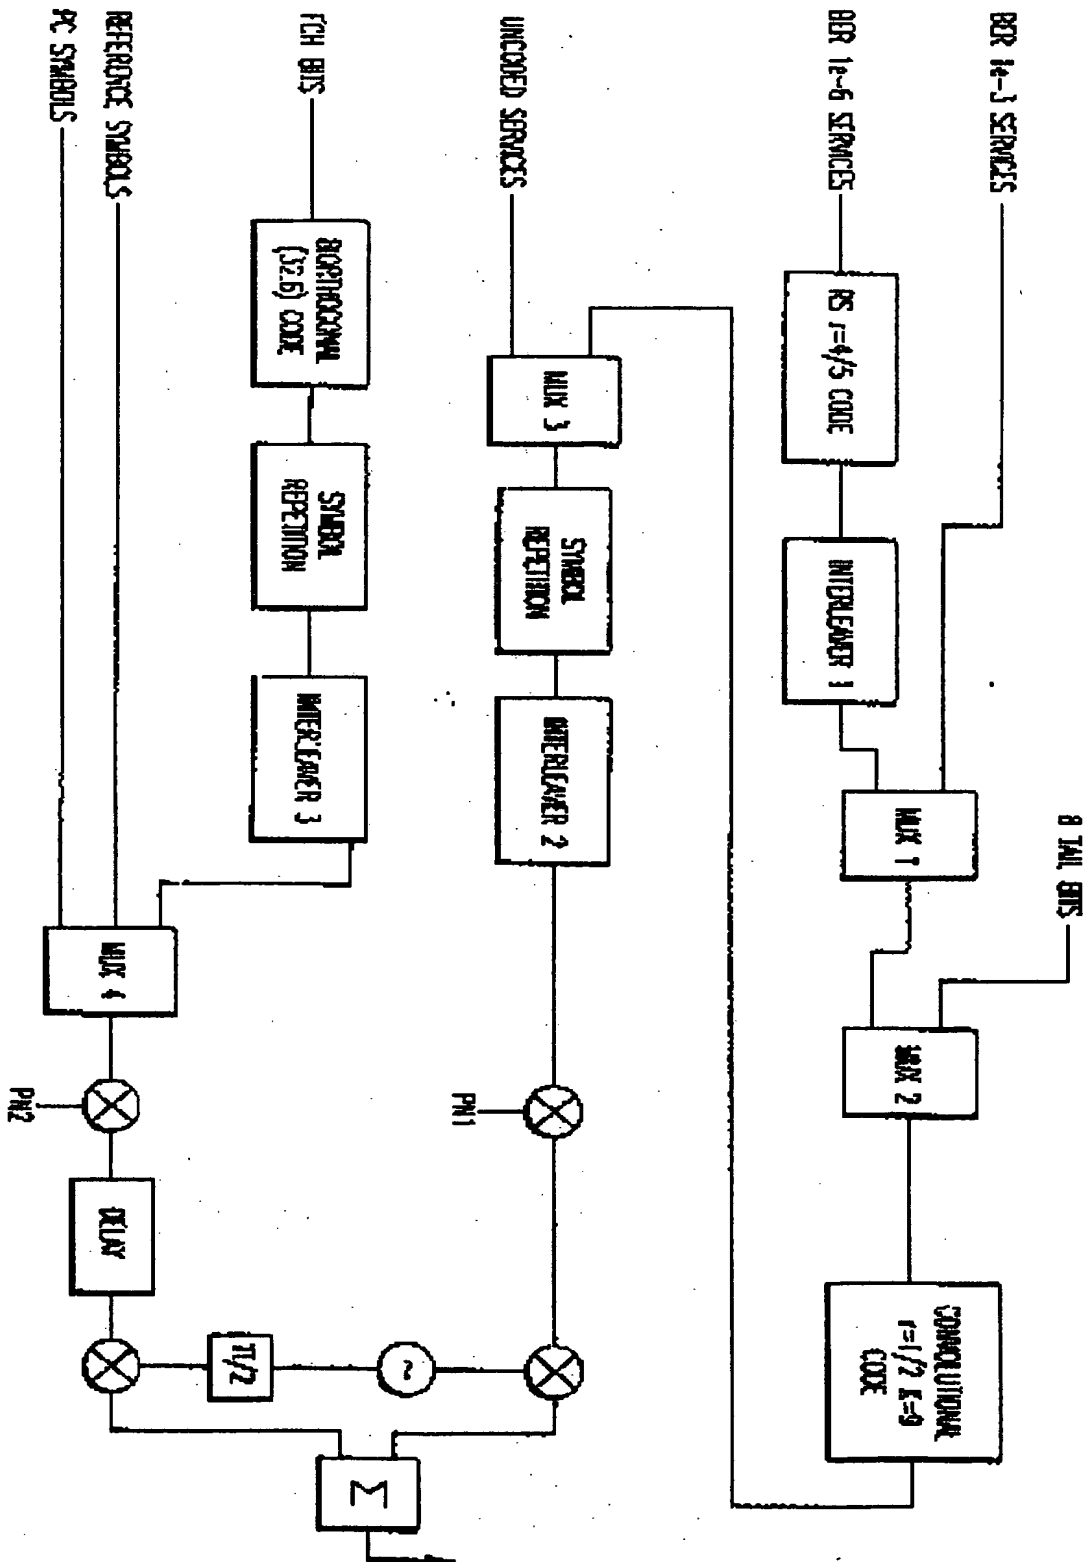 BER 1e-3 SERVICES
BER 1e-6 SERVICES
RS r=4/5 CODE
INTERLEAVER 1
MUX 1
8 TAIL BITS
MUX 2
CONVOLUTIONAL
r=1/2 K=9
CODE
UNCODED SERVICES
MUX 3
SYMBOL
REPETITION
INTERLEAVER 2
PN1
FCH BITS
BIORTHOGONAL
(32,6) CODE
SYMBOL
REPETITION
INTERLEAVER 3
~
π/2
Σ
REFERENCE SYMBOLS
PC SYMBOLS
MUX 4
PN2
DELAY